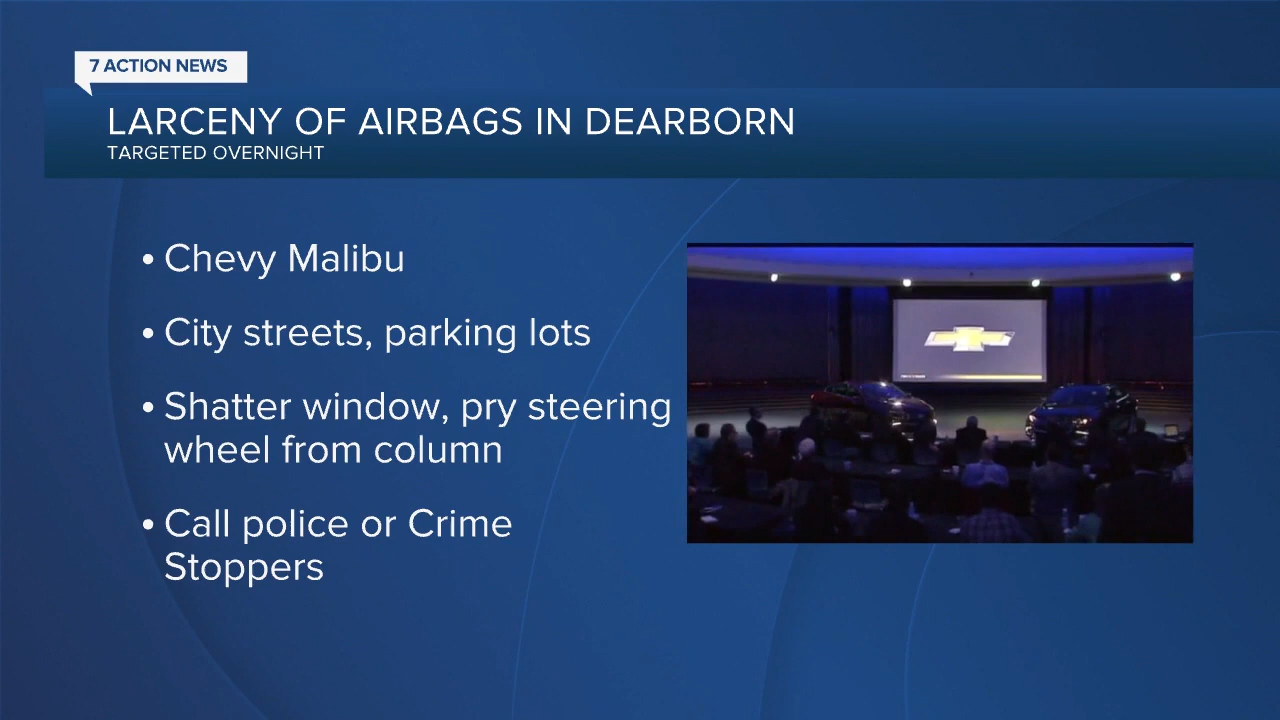 7 ACTION NEWS
LARCENY OF AIRBAGS IN DEARBORN
TARGETED OVERNIGHT
• Chevy Malibu
• City streets, parking lots
• Shatter window, pry steering
wheel from column
• Call police or Crime
Stoppers